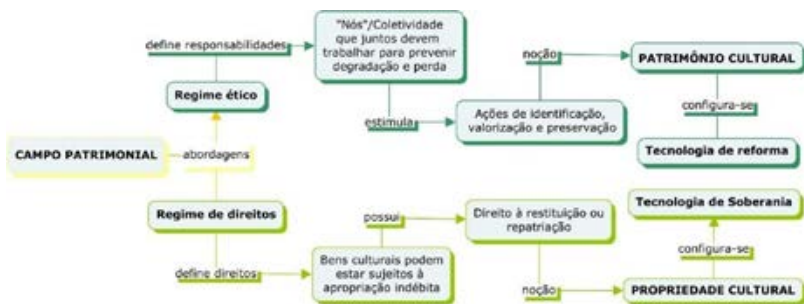 define responsabilidades
"Nós"/Coletividade
que juntos devem
trabalhar para prevenir
degradação e perda
noção
PATRIMÔNIO CULTURAL
Regime ético
estimula
Ações de identificação,
valorização e preservação
configura-se
Tecnologia de reforma
CAMPO PATRIMONIAL
abordagens
Regime de direitos
possui
Direito à restituição ou
repatriação
Tecnologia de Soberania
define direitos
Bens culturais podem
estar sujeitos à
apropriação indébita
noção
configura-se
PROPRIEDADE CULTURAL